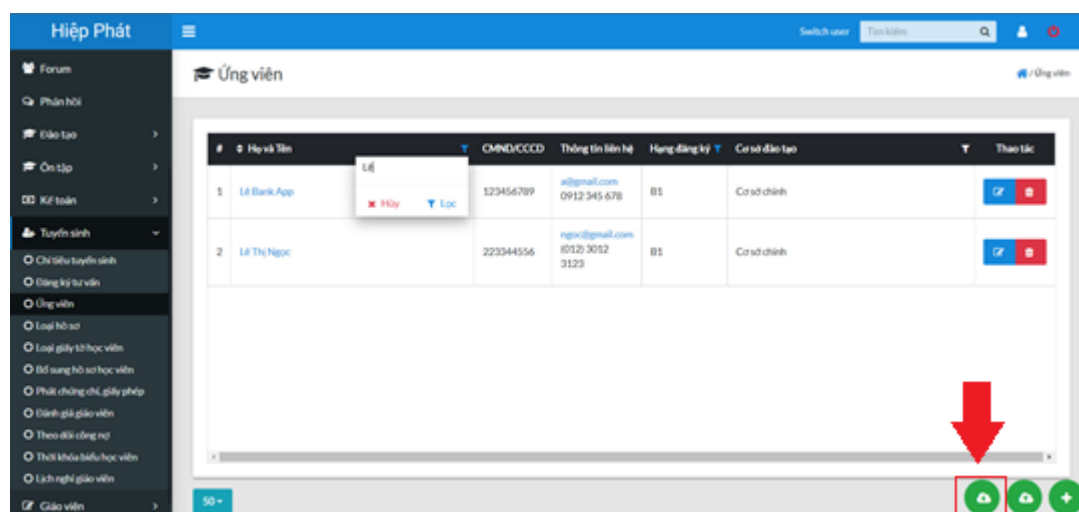 Hiệp Phát
Switch user
Tìm kiếm
Forum
Ứng viên
/ Ứng viên
Phản hồi
Đào tạo
# Họ và Tên CMND/CCCD Thông tin liên hệ Hạng đăng ký Cơ sở đào tạo Thao tác
Ôn tập
Lê
1 Lê Bank App 123456789 a@gmail.com 0912 345 678 B1 Cơ sở chính
Hủy Lọc
Kế toán
Tuyển sinh
2 Lê Thị Ngọc 223344556 ngoc@gmail.com (012) 3012 3123 B1 Cơ sở chính
Chỉ tiêu tuyển sinh
Đăng ký tư vấn
Ứng viên
Loại hồ sơ
Loại giấy tờ học viên
Bổ sung hồ sơ học viên
Phát chứng chỉ, giấy phép
Đánh giá giáo viên
Theo dõi công nợ
Thời khóa biểu học viên
Lịch nghỉ giáo viên
Giáo viên
50